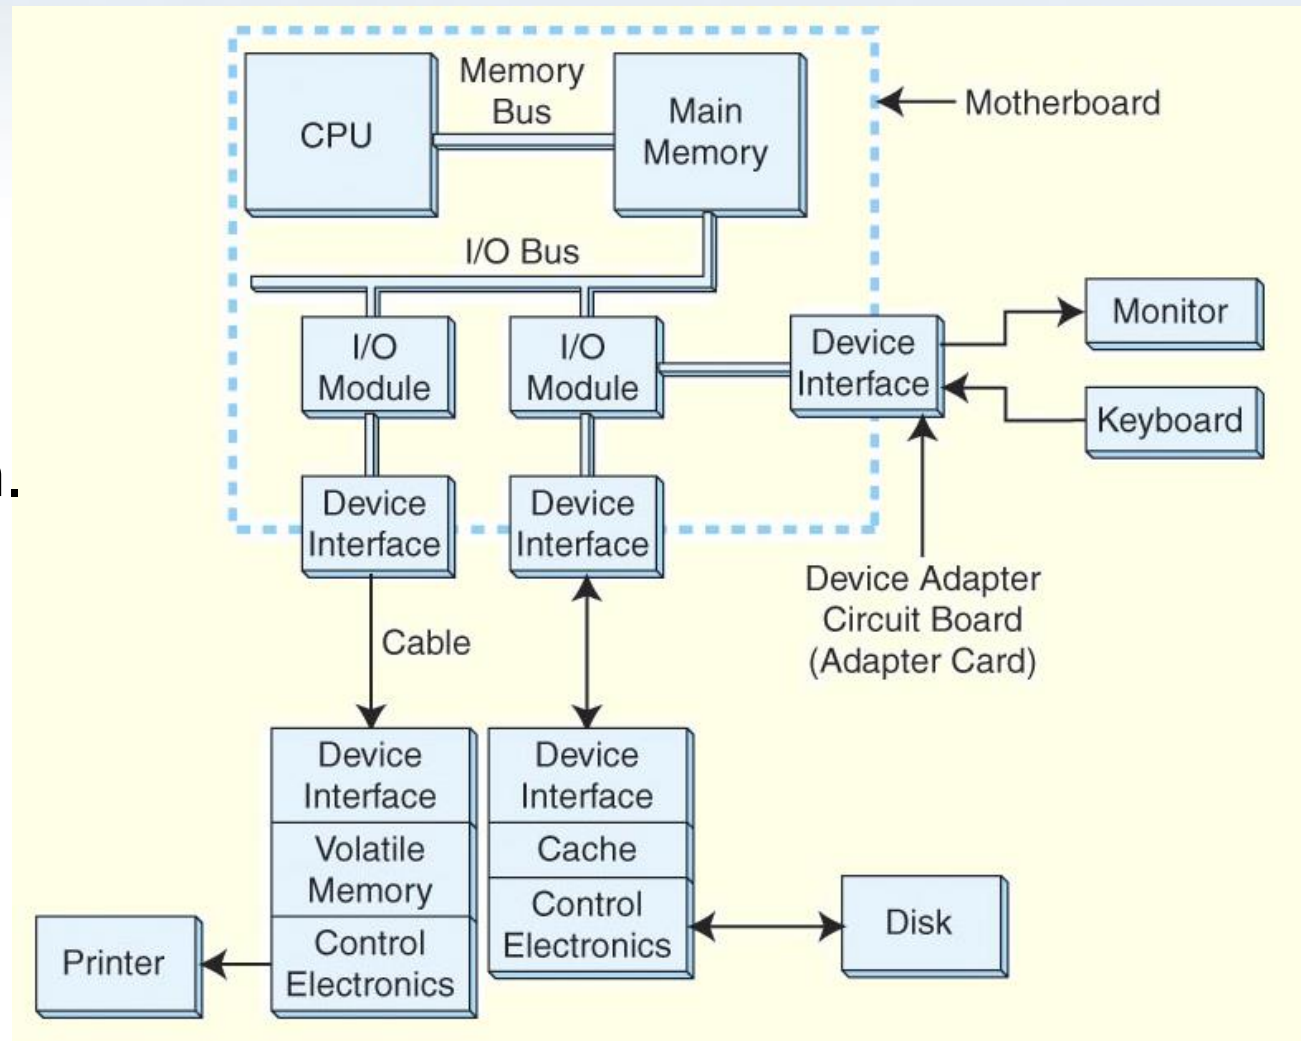 Memory
Bus
CPU
Main
Memory
Motherboard
I/O Bus
I/O
Module
I/O
Module
Device
Interface
Monitor
Keyboard
Device
Interface
Device
Interface
Device Adapter
Circuit Board
(Adapter Card)
Cable
Device
Interface
Volatile
Memory
Control
Electronics
Device
Interface
Cache
Control
Electronics
Printer
Disk